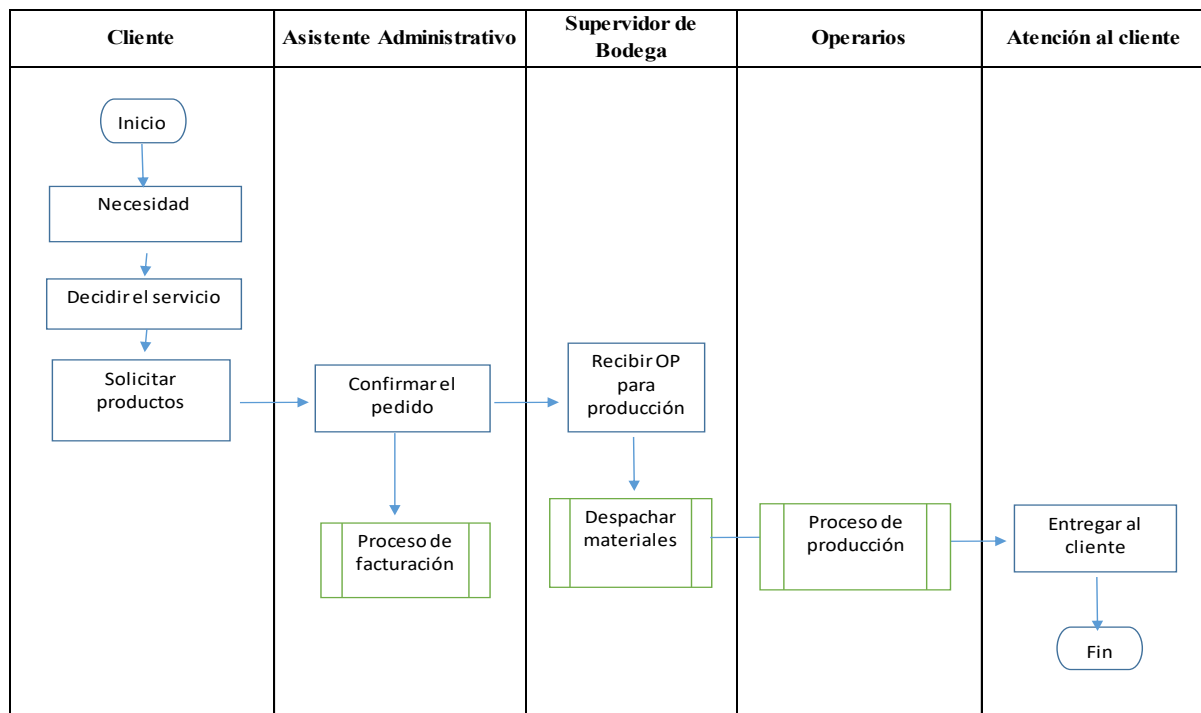 Cliente
Asistente Administrativo
Supervidor de
Bodega
Operarios
Atención al cliente
Inicio
Necesidad
Decidir el servicio
Solicitar
productos
Confirmar el
pedido
Recibir OP
para
producción
Proceso de
facturación
Despachar
materiales
Proceso de
producción
Entregar al
cliente
Fin